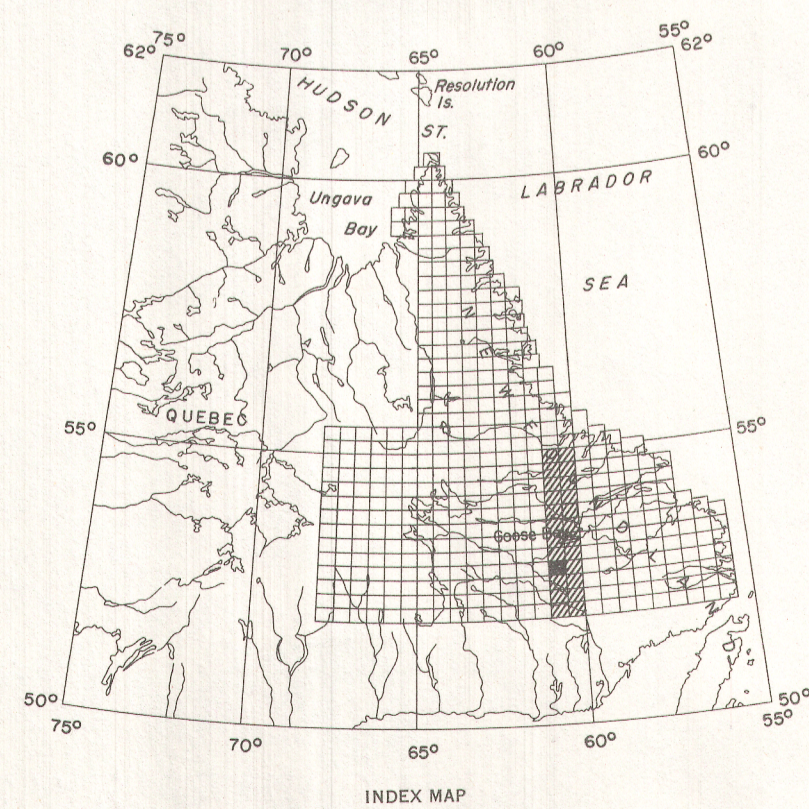 75° 70° 65° 60° 55°
62° 62°
HUDSON
Resolution
Is.
ST.
60° 60°
LABRADOR
Ungava
Bay
SEA
QUEBEC
55° 55°
Goose Bay
50° 50°
75° 70° 65° 60° 55°
INDEX MAP